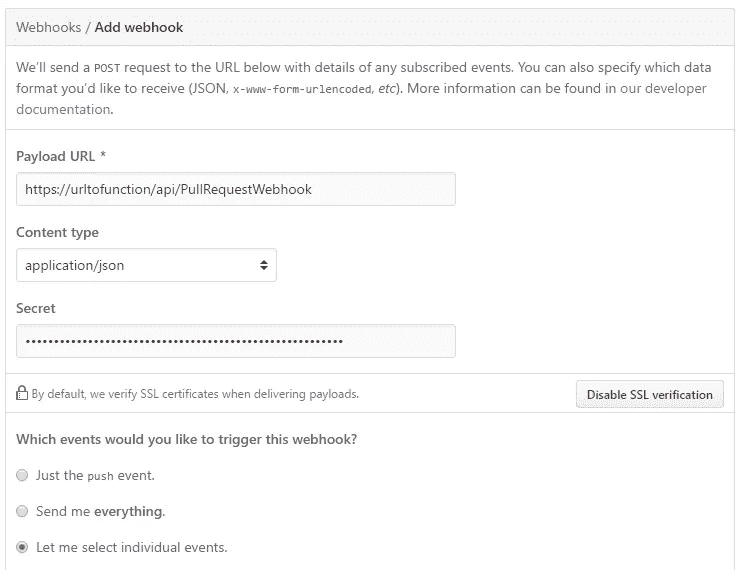 Webhooks / Add webhook
We'll send a POST request to the URL below with details of any subscribed events. You can also specify which data
format you'd like to receive (JSON, x-www-form-urlencoded, etc). More information can be found in our developer
documentation.
Payload URL *
https://urltofunction/api/PullRequestWebhook
Content type
application/json
Secret
••••••••••••••••••••••••••••••••••••••••••••••••••••••••
By default, we verify SSL certificates when delivering payloads.
Disable SSL verification
Which events would you like to trigger this webhook?
Just the push event.
Send me everything.
Let me select individual events.